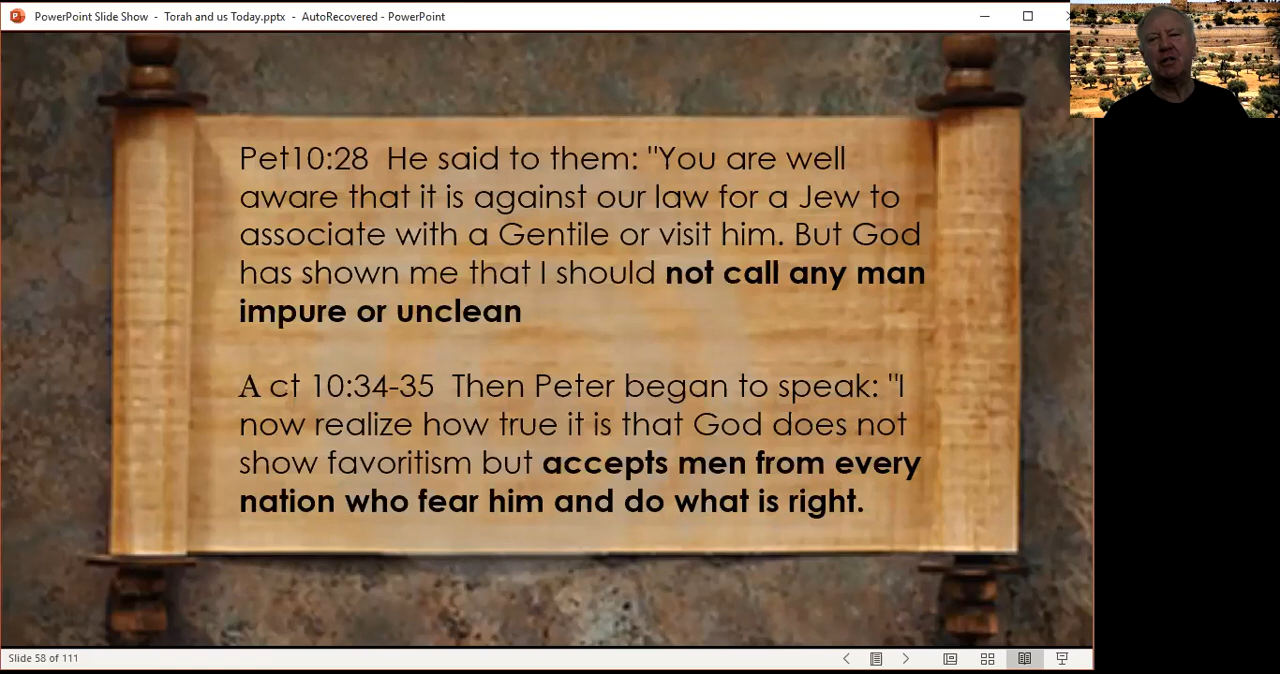 PowerPoint Slide Show - Torah and us Today.pptx - AutoRecovered - PowerPoint
Pet10:28 He said to them: "You are well
aware that it is against our law for a Jew to
associate with a Gentile or visit him. But God
has shown me that I should not call any man
impure or unclean
A ct 10:34-35 Then Peter began to speak: "I
now realize how true it is that God does not
show favoritism but accepts men from every
nation who fear him and do what is right.
Slide 58 of 111